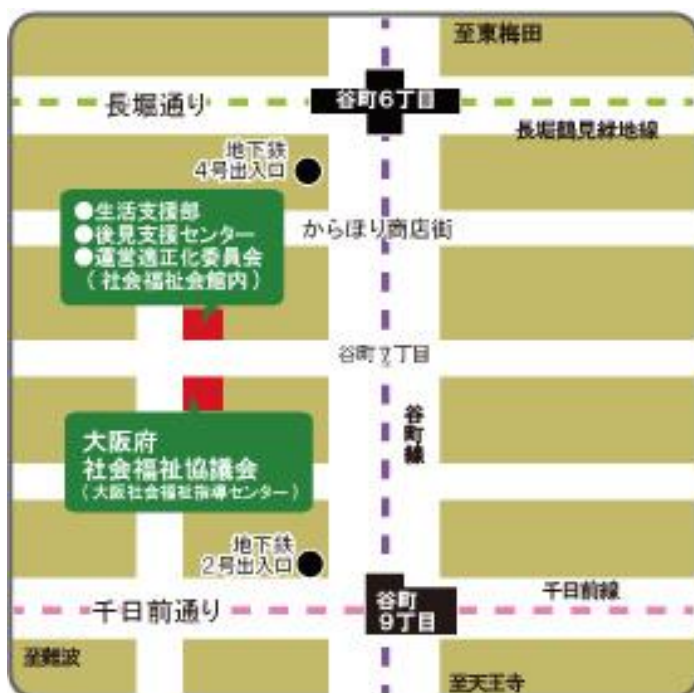 至東梅田
長堀通り
谷町6丁目
長堀鶴見緑地線
地下鉄
4号出入口
●生活支援部
●後見支援センター
●運営適正化委員会
(社会福祉会館内)
からほり商店街
谷町7丁目
谷町線
大阪府
社会福祉協議会
(大阪社会福祉指導センター)
地下鉄
2号出入口
千日前通り
谷町
9丁目
千日前線
至難波
至天王寺